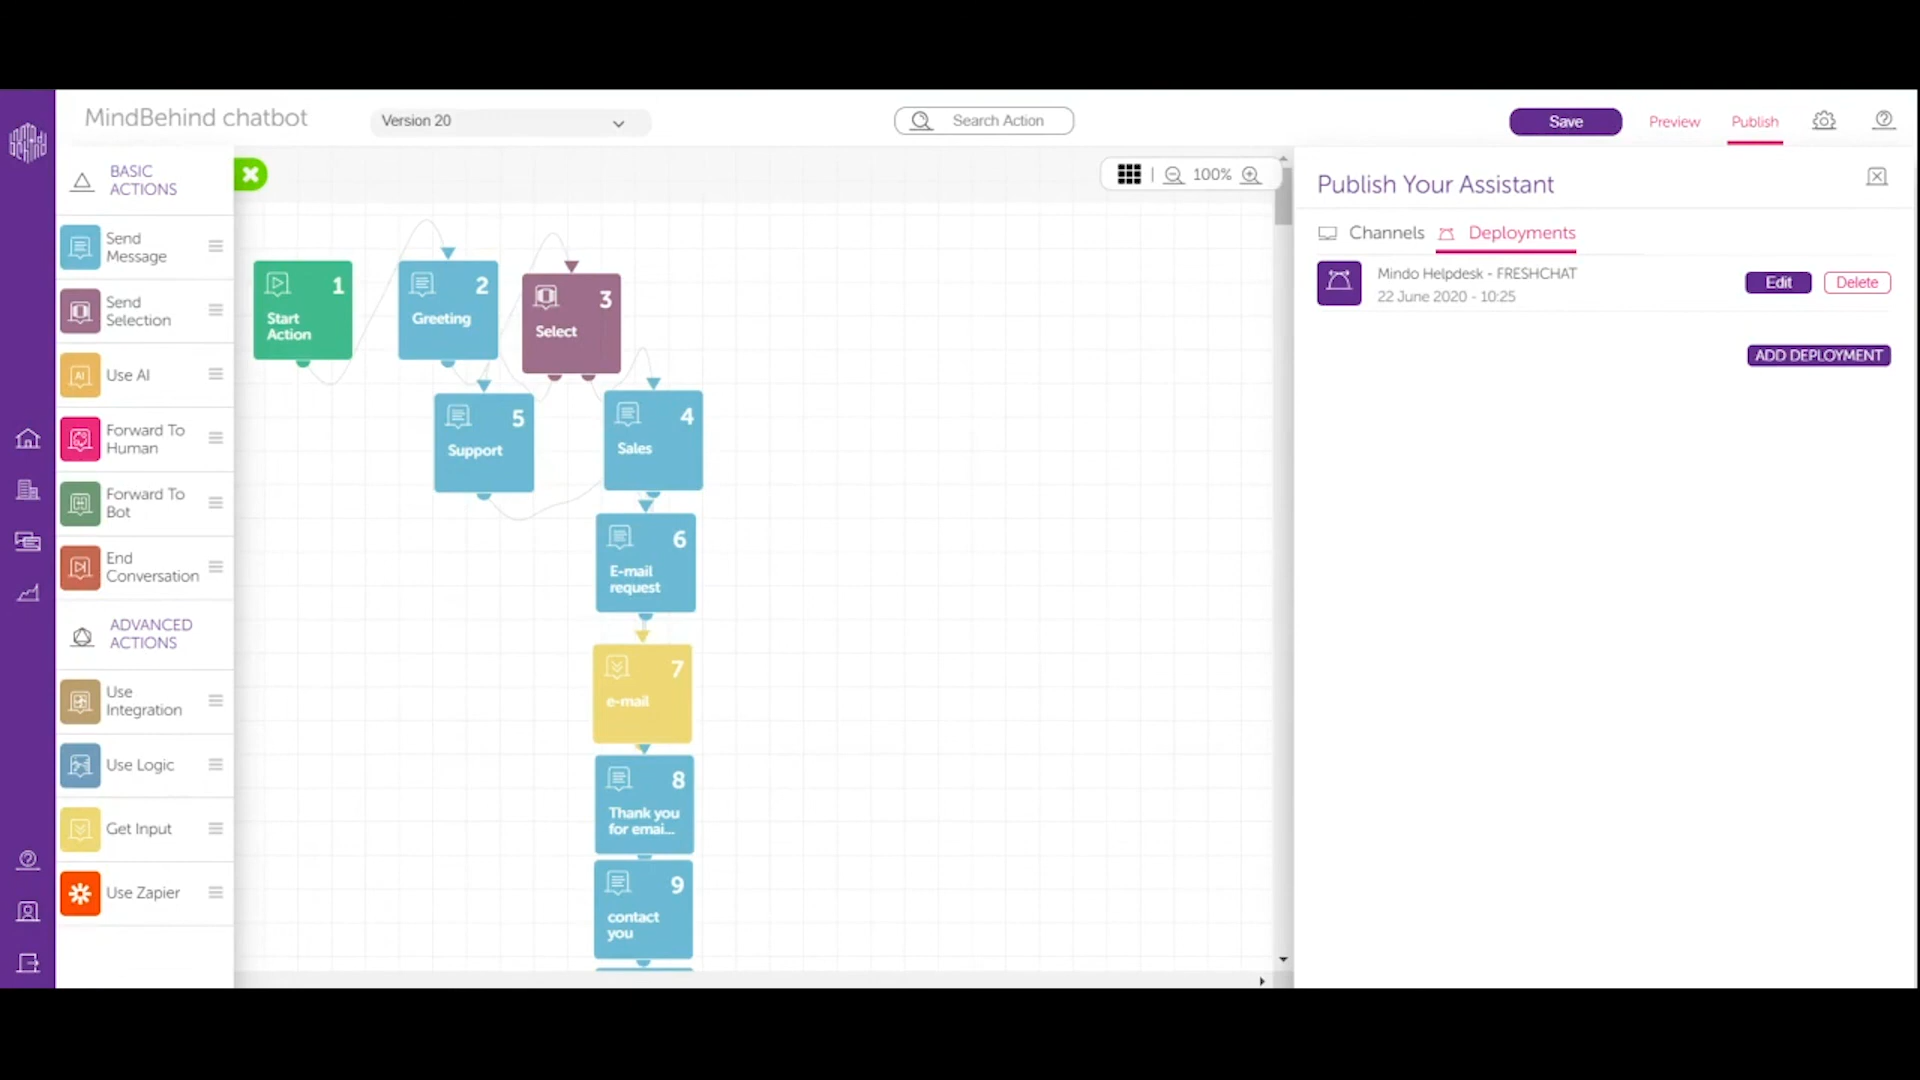 MindBehind chatbot
Version 20
Search Action
Save
Preview
Publish
BASIC
ACTIONS
Send
Message
Send
Selection
AI
Use AI
Forward To
Human
Forward To
Bot
End
Conversation
ADVANCED
ACTIONS
Use
Integration
Use Logic
Get Input
Use Zapier
100%
1
Start
Action
2
Greeting
3
Select
5
Support
4
Sales
6
E-mail
request
7
e-mail
8
Thank you
for emai...
9
contact
you
Publish Your Assistant
Channels
Deployments
Mindo Helpdesk - FRESHCHAT
22 June 2020 - 10:25
Edit
Delete
ADD DEPLOYMENT